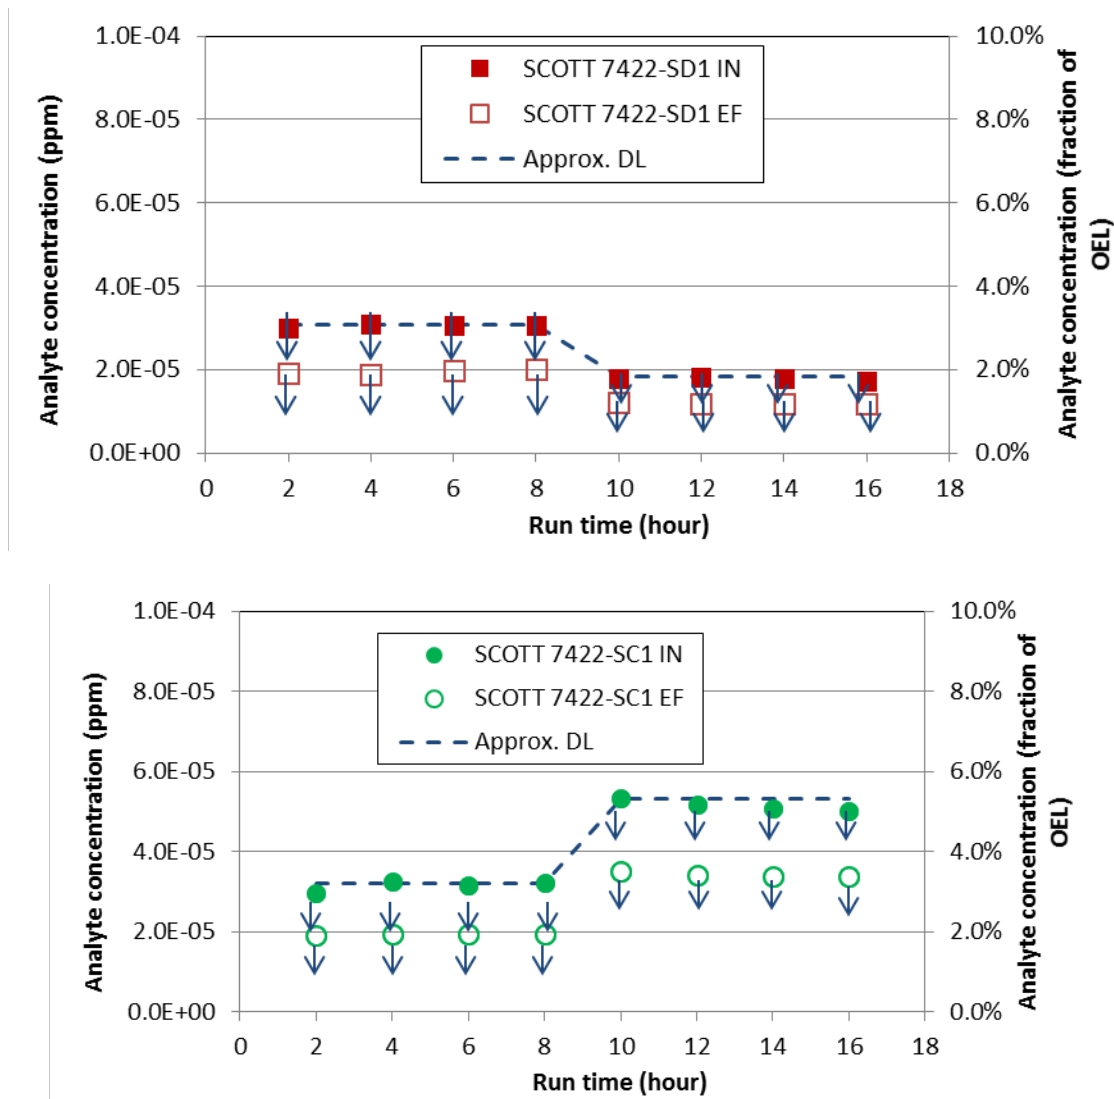 1.0E-04
8.0E-05
6.0E-05
4.0E-05
2.0E-05
0.0E+00
Analyte concentration (ppm)
SCOTT 7422-SD1 IN
SCOTT 7422-SD1 EF
Approx. DL
10.0%
8.0%
6.0%
4.0%
2.0%
0.0%
Analyte concentration (fraction of
OEL)
0 2 4 6 8 10 12 14 16 18
Run time (hour)
1.0E-04
8.0E-05
6.0E-05
4.0E-05
2.0E-05
0.0E+00
Analyte concentration (ppm)
SCOTT 7422-SC1 IN
SCOTT 7422-SC1 EF
Approx. DL
10.0%
8.0%
6.0%
4.0%
2.0%
0.0%
Analyte concentration (fraction of
OEL)
0 2 4 6 8 10 12 14 16 18
Run time (hour)